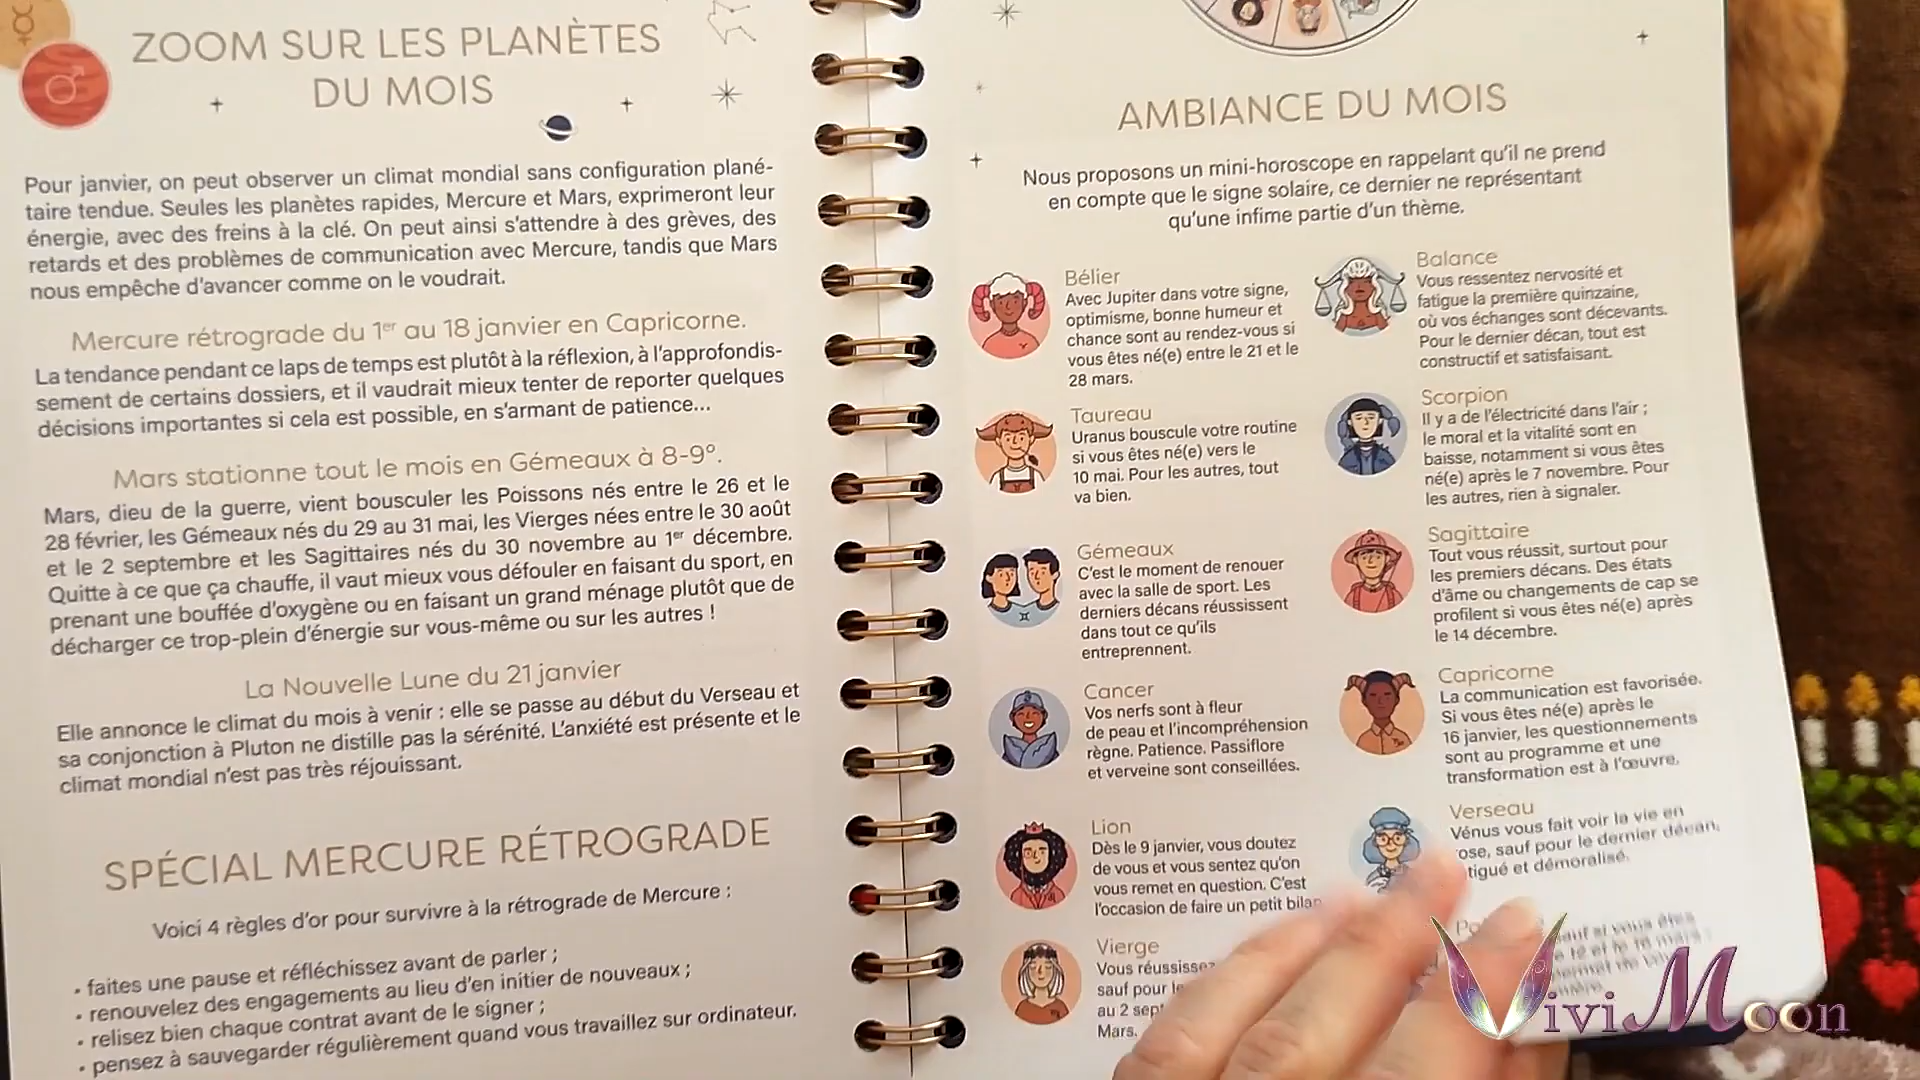 ZOOM SUR LES PLANÈTES
DU MOIS
Pour janvier, on peut observer un climat mondial sans configuration plané-
taire tendue. Seules les planètes rapides, Mercure et Mars, exprimeront leur
énergie, avec des freins à la clé. On peut ainsi s'attendre à des grèves, des
retards et des problèmes de communication avec Mercure, tandis que Mars
nous empêche d'avancer comme on le voudrait.
Mercure rétrograde du 1er au 18 janvier en Capricorne.
La tendance pendant ce laps de temps est plutôt à la réflexion, à l'approfondis-
sement de certains dossiers, et il vaudrait mieux tenter de reporter quelques
décisions importantes si cela est possible, en s'armant de patience...
Mars stationne tout le mois en Gémeaux à 8-9°.
Mars, dieu de la guerre, vient bousculer les Poissons nés entre le 26 et le
28 février, les Gémeaux nés du 29 au 31 mai, les Vierges nées entre le 30 août
et le 2 septembre et les Sagittaires nés du 30 novembre au 1er décembre.
Quitte à ce que ça chauffe, il vaut mieux vous défouler en faisant du sport, en
prenant une bouffée d'oxygène ou en faisant un grand ménage plutôt que de
décharger ce trop-plein d'énergie sur vous-même ou sur les autres !
La Nouvelle Lune du 21 janvier
Elle annonce le climat du mois à venir : elle se passe au début du Verseau et
sa conjonction à Pluton ne distille pas la sérénité. L'anxiété est présente et le
climat mondial n'est pas très réjouissant.
SPÉCIAL MERCURE RÉTROGRADE
Voici 4 règles d'or pour survivre à la rétrograde de Mercure :
• faites une pause et réfléchissez avant de parler ;
• renouvelez des engagements au lieu d'en initier de nouveaux ;
• relisez bien chaque contrat avant de le signer ;
• pensez à sauvegarder régulièrement quand vous travaillez sur ordinateur.
AMBIANCE DU MOIS
Nous proposons un mini-horoscope en rappelant qu'il ne prend
en compte que le signe solaire, ce dernier ne représentant
qu'une infime partie d'un thème.
Bélier
Avec Jupiter dans votre signe,
optimisme, bonne humeur et
chance sont au rendez-vous si
vous êtes né(e) entre le 21 et le
28 mars.
Taureau
Uranus bouscule votre routine
si vous êtes né(e) vers le
10 mai. Pour les autres, tout
va bien.
Gémeaux
C'est le moment de renouer
avec la salle de sport. Les
derniers décans réussissent
dans tout ce qu'ils
entreprennent.
Cancer
Vos nerfs sont à fleur
de peau et l'incompréhension
règne. Patience. Passiflore
et verveine sont conseillées.
Lion
Dès le 9 janvier, vous doutez
de vous et vous sentez qu'on
vous remet en question. C'est
l'occasion de faire un petit
Vierge
Vous
sauf pour
au 2
Mars.
Balance
Vous ressentez nervosité et
fatigue la première quinzaine,
où vos échanges sont décevants.
Pour le dernier décan, tout est
constructif et satisfaisant.
Scorpion
Il y a de l'électricité dans l'air ;
le moral et la vitalité sont en
baisse, notamment si vous êtes
né(e) après le 7 novembre. Pour
les autres, rien à signaler.
Sagittaire
Tout vous réussit, surtout pour
les premiers décans. Des états
d'âme ou changements de cap se
profilent si vous êtes né(e) après
le 14 décembre.
Capricorne
La communication est favorisée.
Si vous êtes né(e) après le
16 janvier, les questionnements
sont au programme et une
transformation est à l'œuvre.
Verseau
Vénus vous fait voir la vie en
sauf pour le dernier décan,
et démoralisé.
sauf si vous êtes
ViviMoon